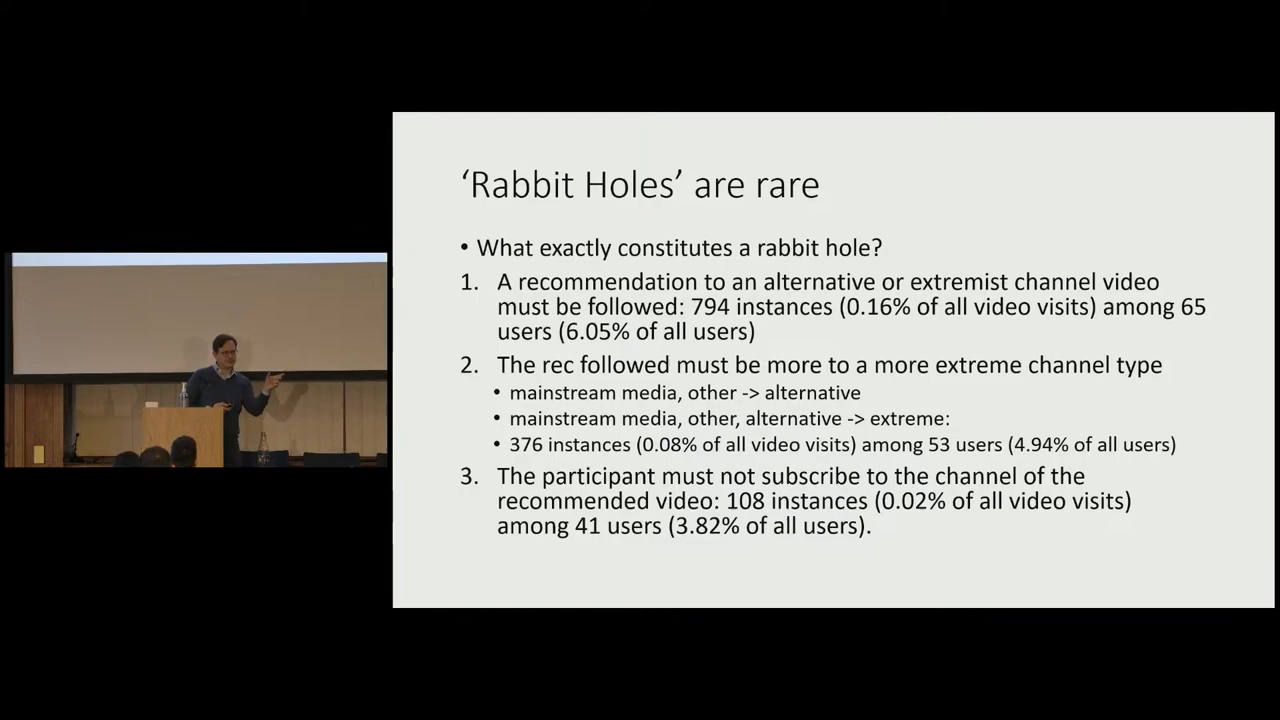 ‘Rabbit Holes’ are rare
• What exactly constitutes a rabbit hole?
1. A recommendation to an alternative or extremist channel video
must be followed: 794 instances (0.16% of all video visits) among 65
users (6.05% of all users)
2. The rec followed must be more to a more extreme channel type
• mainstream media, other -> alternative
• mainstream media, other, alternative -> extreme:
• 376 instances (0.08% of all video visits) among 53 users (4.94% of all users)
3. The participant must not subscribe to the channel of the
recommended video: 108 instances (0.02% of all video visits)
among 41 users (3.82% of all users).